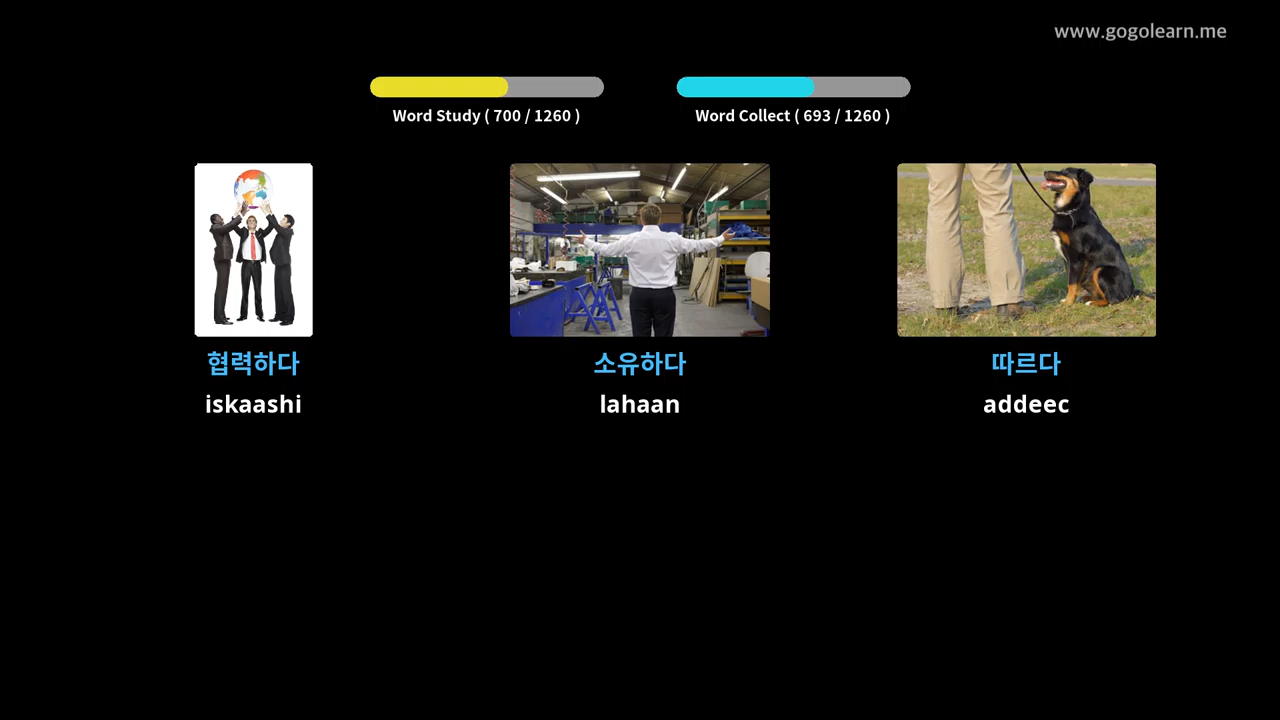 www.gogolearn.me
Word Study ( 700 / 1260 )
Word Collect ( 693 / 1260 )
협력하다
iskaashi
소유하다
lahaan
따르다
addeec